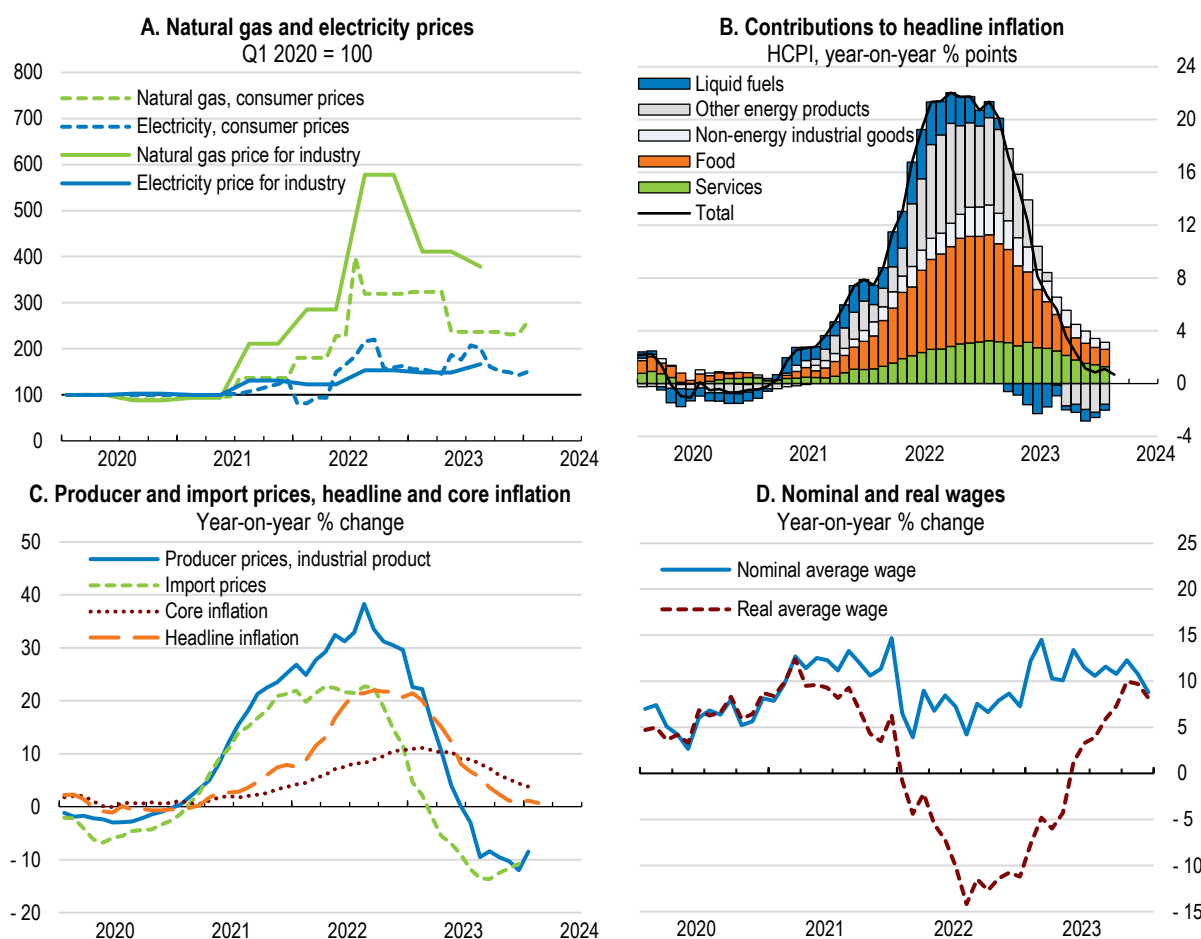 A. Natural gas and electricity prices
Q1 2020 = 100
800
700
600
500
400
300
200
100
0
Natural gas, consumer prices
Electricity, consumer prices
Natural gas price for industry
Electricity price for industry
2020 2021 2022 2023 2024
B. Contributions to headline inflation
HCPI, year-on-year % points
Liquid fuels
Other energy products
Non-energy industrial goods
Food
Services
Total
24
20
16
12
8
4
0
-4
2020 2021 2022 2023 2024
C. Producer and import prices, headline and core inflation
Year-on-year % change
50
40
30
20
10
0
- 10
- 20
Producer prices, industrial product
Import prices
Core inflation
Headline inflation
2020 2021 2022 2023 2024
D. Nominal and real wages
Year-on-year % change
Nominal average wage
Real average wage
25
20
15
10
5
0
- 5
- 10
- 15
2020 2021 2022 2023